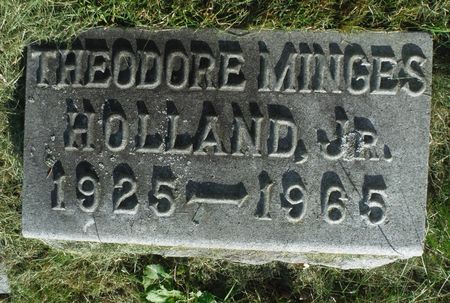 THEODORE MINGES
HOLLAND, JR.
1925—1965